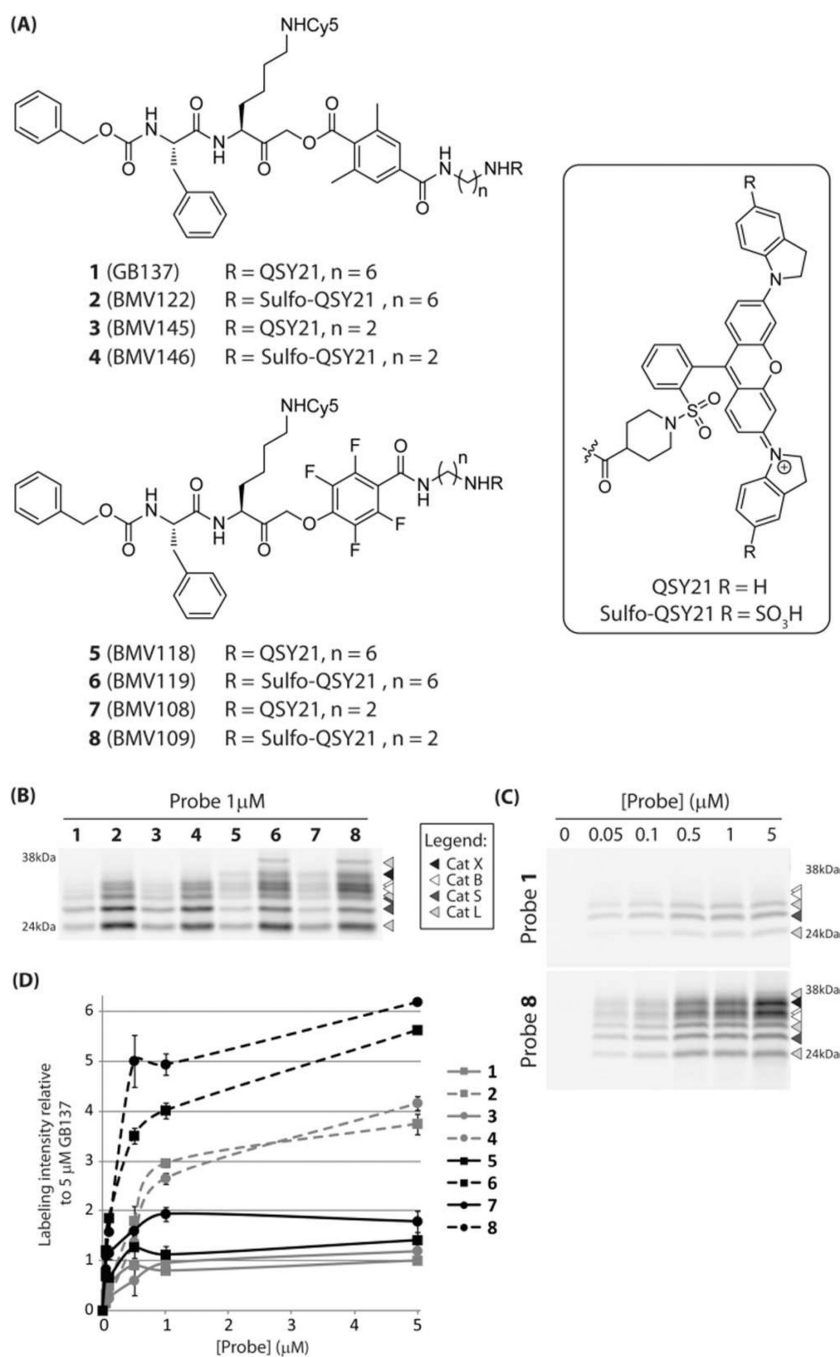 (A)
NHCy5
O
O
N
H
O
H
N
O
O
O
O
N
H
NHR
n
1 (GB137) R = QSY21, n = 6
2 (BMV122) R = Sulfo-QSY21 , n = 6
3 (BMV145) R = QSY21, n = 2
4 (BMV146) R = Sulfo-QSY21 , n = 2
NHCy5
O
O
H
N
O
N
H
O
O
F
F
F
F
O
N
H
n
NHR
5 (BMV118) R = QSY21, n = 6
6 (BMV119) R = Sulfo-QSY21 , n = 6
7 (BMV108) R = QSY21, n = 2
8 (BMV109) R = Sulfo-QSY21 , n = 2
R
N
O
O
S
O
N
N
+
O
R
QSY21 R = H
Sulfo-QSY21 R = SO3H
(B)
Probe 1µM
1 2 3 4 5 6 7 8
38kDa
24kDa
Legend:
Cat X
Cat B
Cat S
Cat L
(C)
[Probe] (µM)
0 0.05 0.1 0.5 1 5
Probe 1
38kDa
24kDa
Probe 8
38kDa
24kDa
(D)
Labeling intensity relative
to 5 µM GB137
6
5
4
3
2
1
0
0 1 2 3 4 5
[Probe] (µM)
1
2
3
4
5
6
7
8